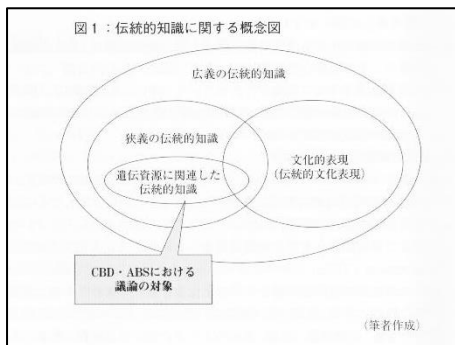 図1：伝統的知識に関する概念図
広義の伝統的知識
狭義の伝統的知識
遺伝資源に関連した
伝統的知識
文化的表現
(伝統的文化表現)
CBD・ABSにおける
議論の対象
(筆者作成)